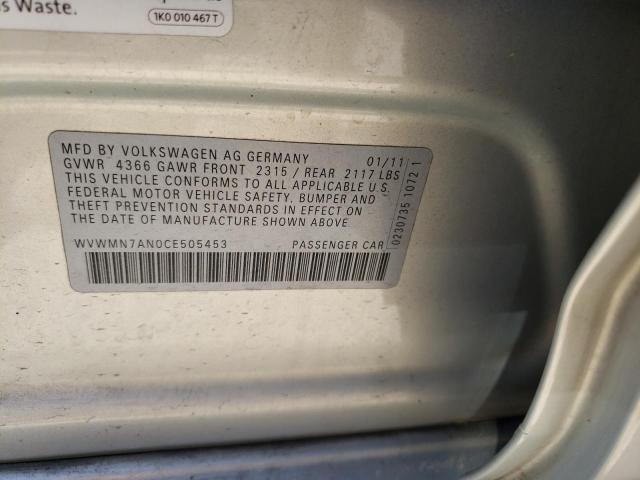 s Waste.
1K0 010 467 T
MFD BY VOLKSWAGEN AG GERMANY 01/11
GVWR 4366 GAWR FRONT 2315 / REAR 2117 LBS
THIS VEHICLE CONFORMS TO ALL APPLICABLE U.S.
FEDERAL MOTOR VEHICLE SAFETY, BUMPER AND
THEFT PREVENTION STANDARDS IN EFFECT ON
THE DATE OF MANUFACTURE SHOWN ABOVE.
WVWMN7AN0CE505453 PASSENGER CAR
0230735 1072 1